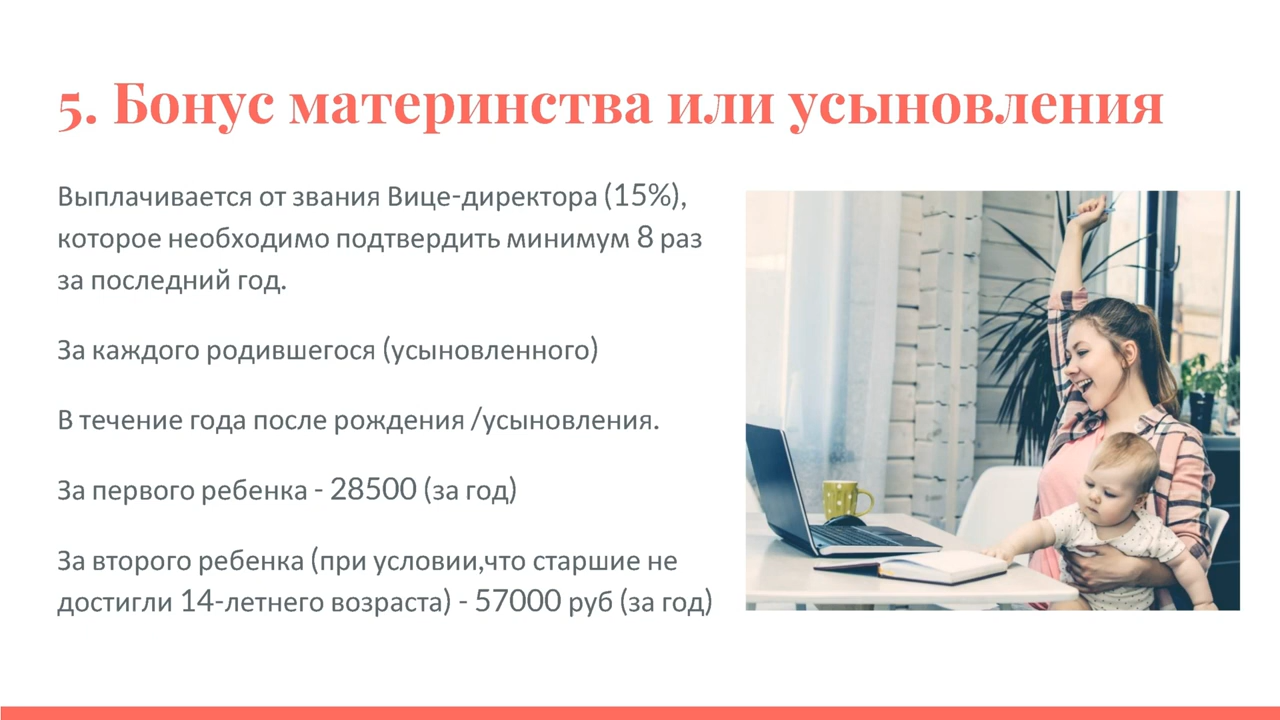 5. Бонус материнства или усыновления
Выплачивается от звания Вице-директора (15%),
которое необходимо подтвердить минимум 8 раз
за последний год.
За каждого родившегося (усыновленного)
В течение года после рождения /усыновления.
За первого ребенка - 28500 (за год)
За второго ребенка (при условии,что старшие не
достигли 14-летнего возраста) - 57000 руб (за год)